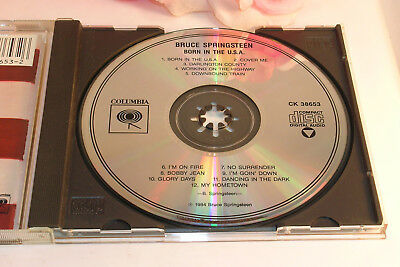 653-2
BRUCE SPRINGSTEEN
BORN IN THE U.S.A.
1. BORN IN THE U.S.A 2. COVER ME
3. DARLINGTON COUNTY
4. WORKING ON THE HIGHWAY
5. DOWNBOUND TRAIN
COLUMBIA
CK 38653
COMPACT
disc
DIGITAL AUDIO
6. I'M ON FIRE 7. NO SURRENDER
8. BOBBY JEAN 9. I'M GOIN' DOWN
10. GLORY DAYS 11. DANCING IN THE DARK
12. MY HOMETOWN
—B. Springsteen—
℗ 1984 Bruce Springsteen